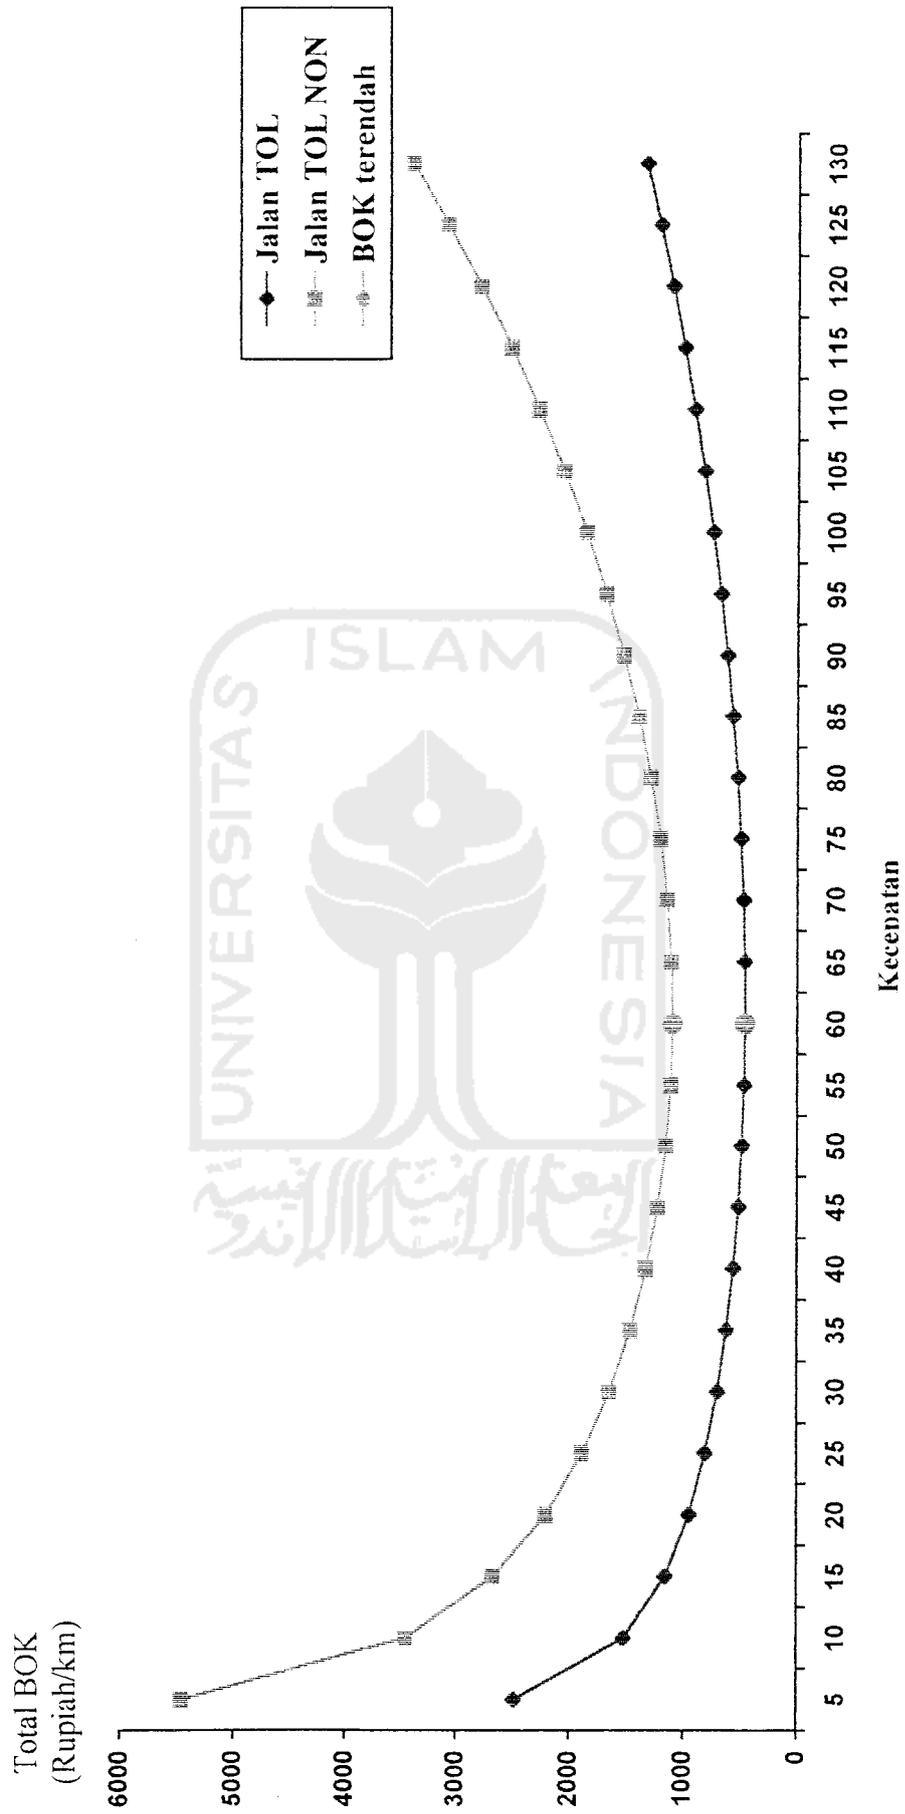 Total BOK
(Rupiah/km)
6000
5000
4000
3000
2000
1000
0
5 10 15 20 25 30 35 40 45 50 55 60 65 70 75 80 85 90 95 100 105 110 115 120 125 130
Kecepatan
Jalan TOL
Jalan TOL NON
BOK terendah
UNIVERSITAS
ISLAM
INDONESIA